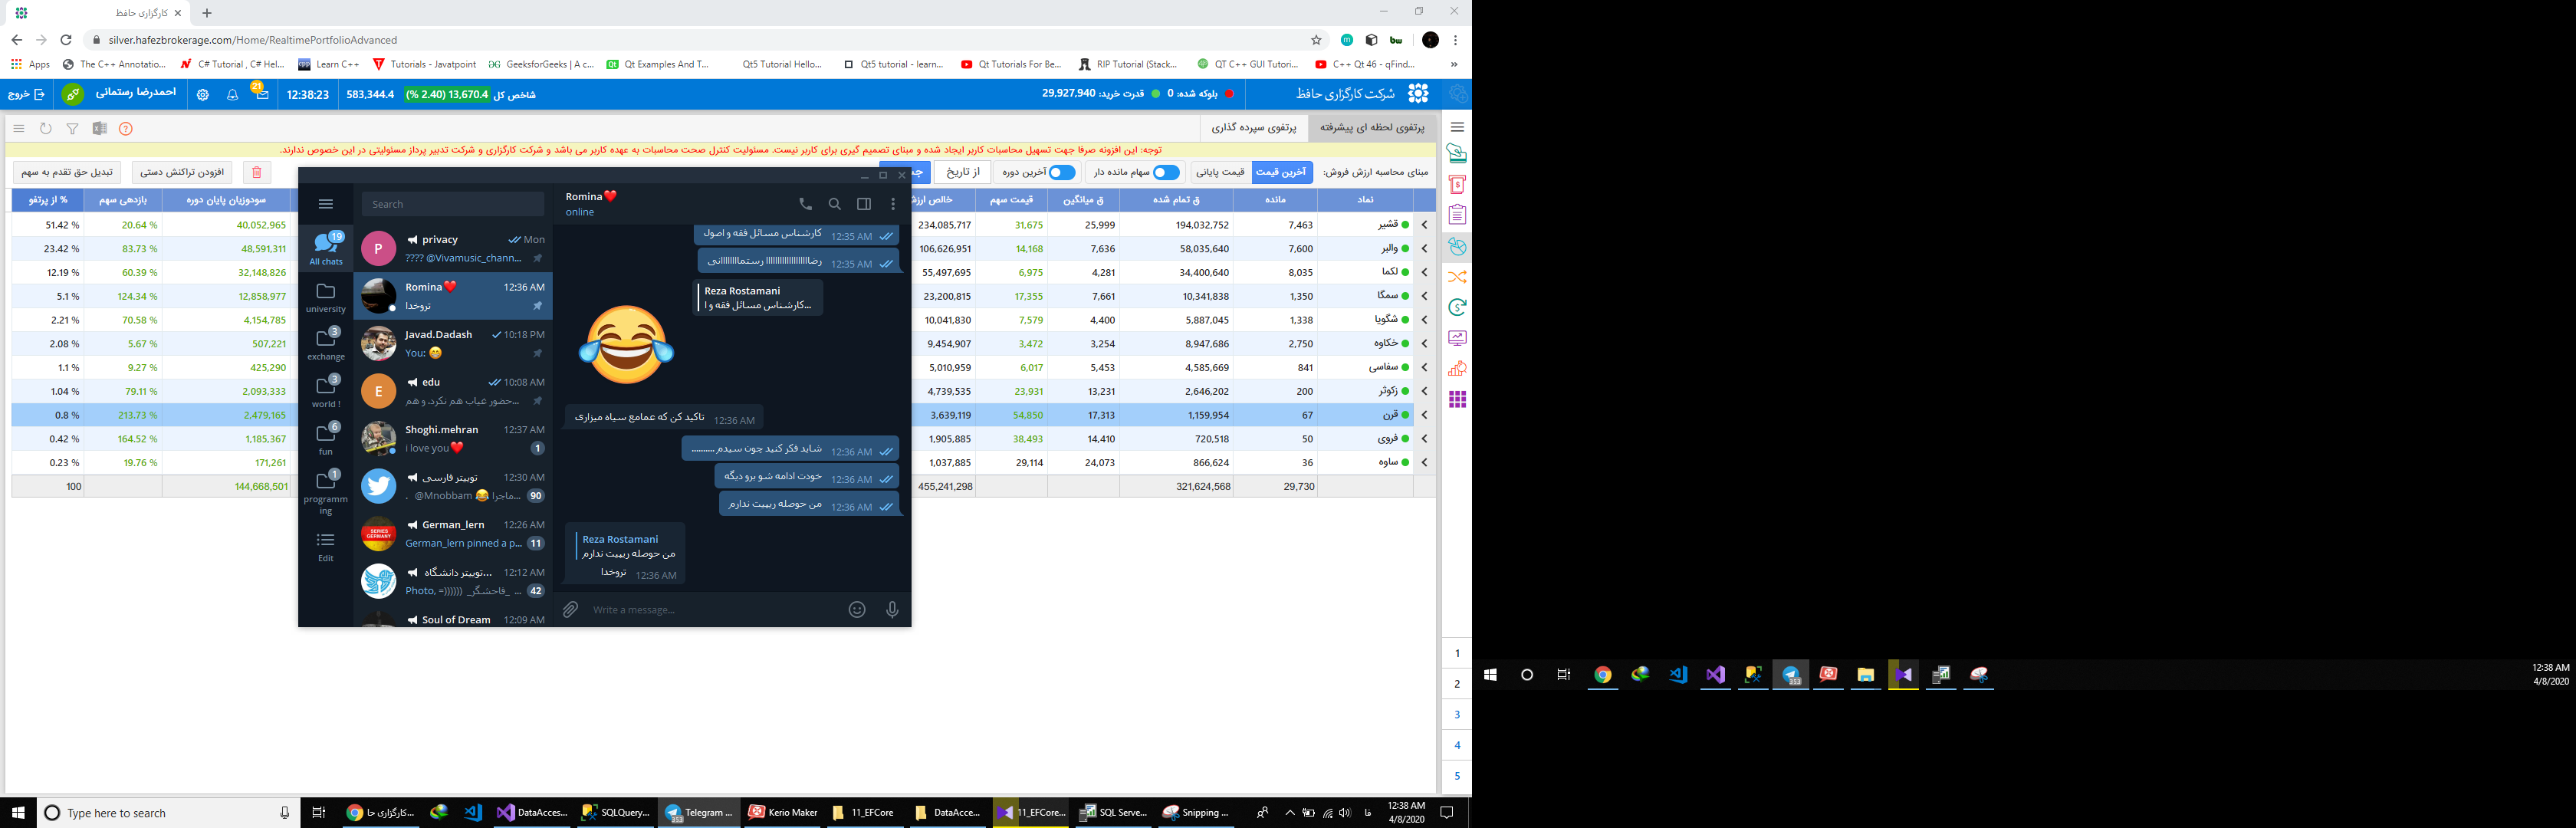 کارگزاری حافظ
silver.hafezbrokerage.com/Home/RealtimePortfolioAdvanced
Apps The C++ Annotatio... C# Tutorial , C# Hel... Learn C++ Tutorials - Javatpoint GeeksforGeeks | A c... Qt Examples And T... Qt5 Tutorial Hello... Qt5 tutorial - learn... Qt Tutorials For Be... RIP Tutorial (Stack... QT C++ GUI Tutori... C++ Qt 46 - qFind... »
شرکت کارگزاری حافظ
بلوکه شده: 0 قدرت خرید: 29,927,940
شاخص کل 13,670.4 (2.40 %) 583,344.4
12:38:23
21
احمدرضا رستمانی
خروج
پرتفوی لحظه ای پیشرفته پرتفوی سپرده گذاری
توجه: این افزونه صرفا جهت تسهیل محاسبات کاربر ایجاد شده و مبنای تصمیم گیری برای کاربر نیست. مسئولیت کنترل صحت محاسبات به عهده کاربر می باشد و شرکت کارگزاری و شرکت تدبیر پرداز مسئولیتی در این خصوص ندارند.
مبنای محاسبه ارزش فروش: آخرین قیمت قیمت پایانی سهام مانده دار آخرین دوره از تاریخ
افزودن تراکنش دستی تبدیل حق تقدم به سهم
نماد مانده ق تمام شده ق میانگین قیمت سهم خالص ارزش سودوزیان پایان دوره بازدهی سهم % از پرتفو
قشیر 7,463 194,032,752 25,999 31,675 234,085,717 40,052,965 20.64 % 51.42 %
والبر 7,600 58,035,640 7,636 14,168 106,626,951 48,591,311 83.73 % 23.42 %
لکما 8,035 34,400,640 4,281 6,975 55,497,695 32,148,826 60.39 % 12.19 %
سمگا 1,350 10,341,838 7,661 17,355 23,200,815 12,858,977 124.34 % 5.1 %
شگویا 1,338 5,887,045 4,400 7,579 10,041,830 4,154,785 70.58 % 2.21 %
خکاوه 2,750 8,947,686 3,254 3,472 9,454,907 507,221 5.67 % 2.08 %
سفاسی 841 4,585,669 5,453 6,017 5,010,959 425,290 9.27 % 1.1 %
زکوثر 200 2,646,202 13,231 23,931 4,739,535 2,093,333 79.11 % 1.04 %
قرن 67 1,159,954 17,313 54,850 3,639,119 2,479,165 213.73 % 0.8 %
فروی 50 720,518 14,410 38,493 1,905,885 1,185,367 164.52 % 0.42 %
ساوه 36 866,624 24,073 29,114 1,037,885 171,261 19.76 % 0.23 %
29,730 321,624,568 455,241,298 144,668,501 100
1
2
3
4
5
19
All chats
university
3
exchange
3
world !
6
fun
1
programm
ing
Edit
Search
privacy Mon
???? @Vivamusic_chann...
Romina❤️ 12:36 AM
تروخدا
Javad.Dadash 10:18 PM
You: 😁
edu 10:08 AM
...حضور غیاب هم نکرد، و هم
Shoghi.mehran 12:37 AM
i love you❤️ 1
توییتر فارسی 12:30 AM
. @Mnobbam 😂 ماجرا... 90
German_lern 12:26 AM
German_lern pinned a p... 11
SERIES
GERMANY
توییتر دانشگاه... 12:12 AM
Photo, =)))))) _فاحشگر_ ... 42
Soul of Dream 12:09 AM
Romina❤️
online
کارشناس مسائل فقه و اصول 12:35 AM
رضااااااااااااااااااا رستمااااااااانی 12:35 AM
Reza Rostamani
کارشناس مسائل فقه و ا...
😂
تاکید کن که عمامع سیاه میزاری 12:36 AM
شاید فکر کنید چون سیدم .......... 12:36 AM
خودت ادامه شو برو دیگه 12:36 AM
من حوصله ریپیت ندارم 12:36 AM
Reza Rostamani
من حوصله ریپیت ندارم
تروخدا 12:36 AM
Write a message...
Type here to search
کارگزاری حا... DataAcces... SQLQuery... Telegram ... Kerio Maker 11_EFCore DataAcce... 11_EFCore... SQL Serve... Snipping ...
353
فا
12:38 AM
4/8/2020
353
12:38 AM
4/8/2020